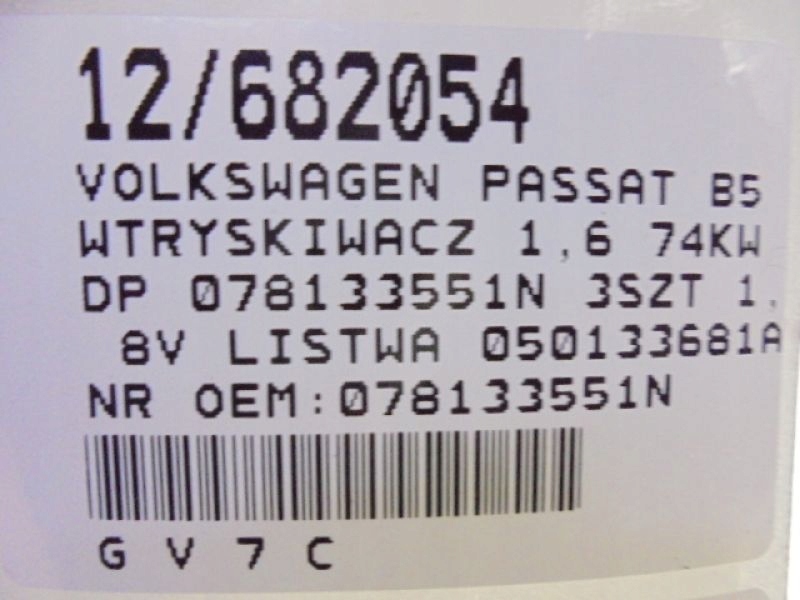 12/682054
VOLKSWAGEN PASSAT B5
WTRYSKIWACZ 1,6 74KW
DP 078133551N 3SZT 1,
8V LISTWA 050133681A
NR OEM:078133551N
G V 7 C